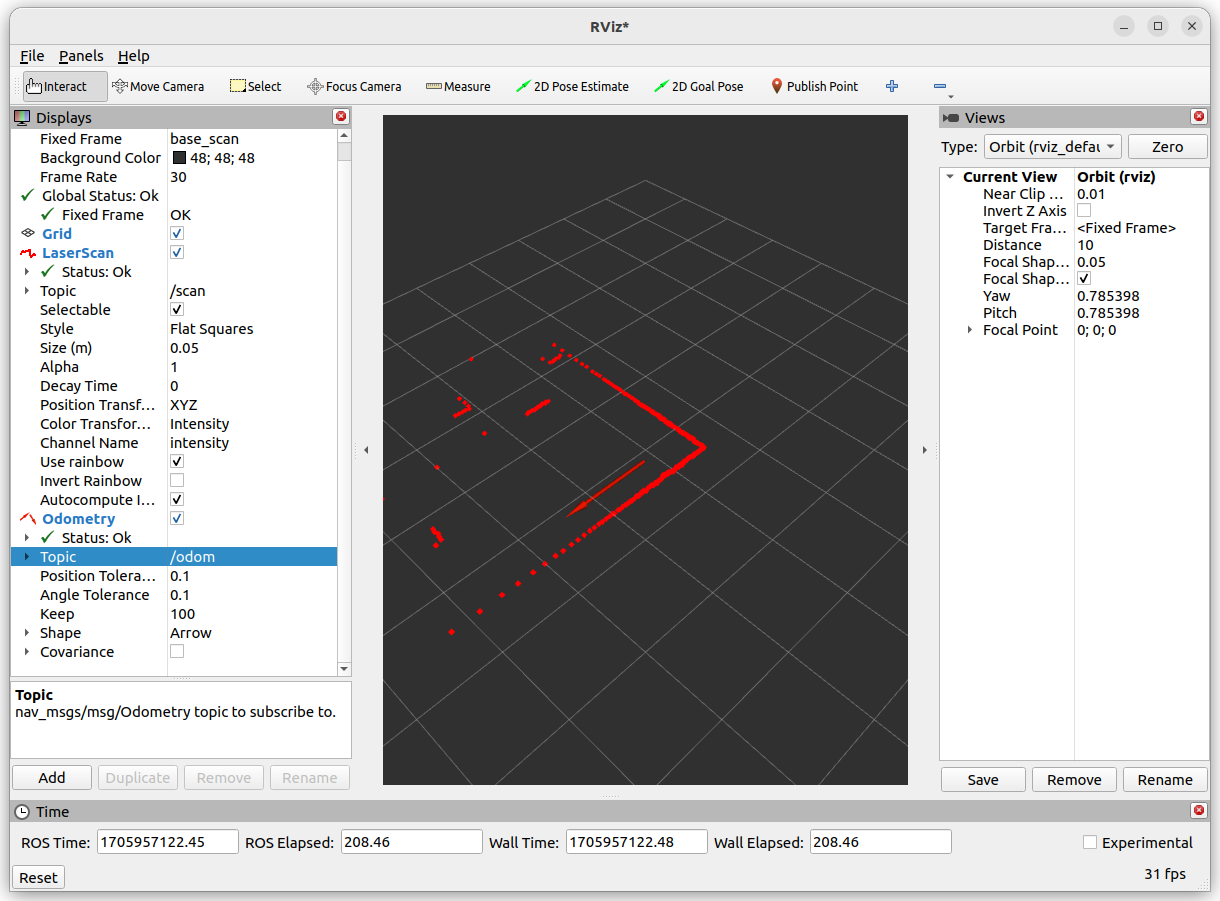 RViz*
File Panels Help
Interact Move Camera Select Focus Camera Measure 2D Pose Estimate 2D Goal Pose Publish Point
Displays
Fixed Frame base_scan
Background Color 48; 48; 48
Frame Rate 30
Global Status: Ok
Fixed Frame OK
Grid
LaserScan
Status: Ok
Topic /scan
Selectable
Style Flat Squares
Size (m) 0.05
Alpha 1
Decay Time 0
Position Transf... XYZ
Color Transfor... Intensity
Channel Name intensity
Use rainbow
Invert Rainbow
Autocompute I...
Odometry
Status: Ok
Topic /odom
Position Tolera... 0.1
Angle Tolerance 0.1
Keep 100
Shape Arrow
Covariance
Topic
nav_msgs/msg/Odometry topic to subscribe to.
Add Duplicate Remove Rename
Views
Type: Orbit (rviz_defau Zero
Current View Orbit (rviz)
Near Clip ... 0.01
Invert Z Axis
Target Fra... <Fixed Frame>
Distance 10
Focal Shap... 0.05
Focal Shap...
Yaw 0.785398
Pitch 0.785398
Focal Point 0; 0; 0
Save Remove Rename
Time
ROS Time: 1705957122.45 ROS Elapsed: 208.46 Wall Time: 1705957122.48 Wall Elapsed: 208.46 Experimental
Reset 31 fps